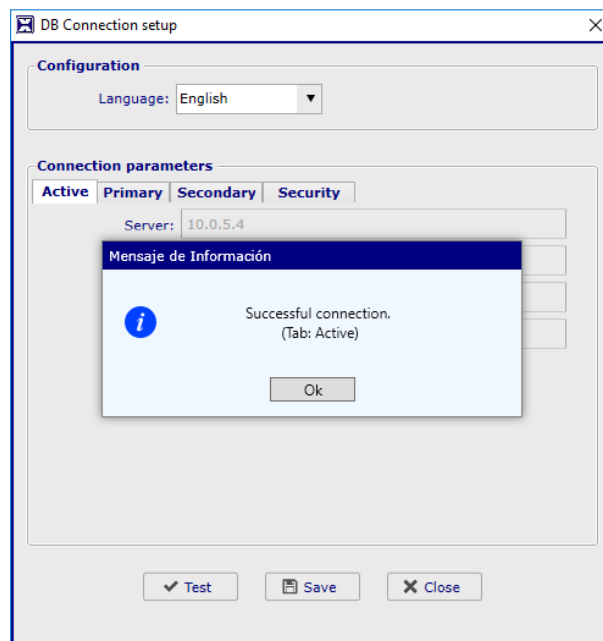 DB Connection setup
Configuration
Language: English
Connection parameters
Active Primary Secondary Security
Server: 10.0.5.4
Mensaje de Información
Successful connection.
(Tab: Active)
Ok
Test Save Close